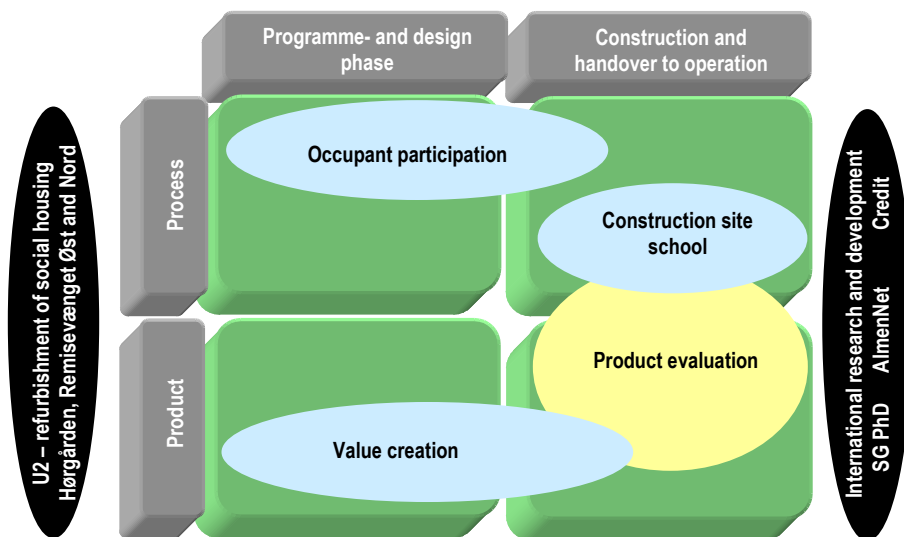 Programme- and design
phase
Construction and
handover to operation
U2 – refurbishment of social housing
Hørgården, Remisevænget Øst and Nord
Process
Occupant participation
Construction site
school
Product
Product evaluation
Value creation
International research and development
SG PhD AlmenNet Credit